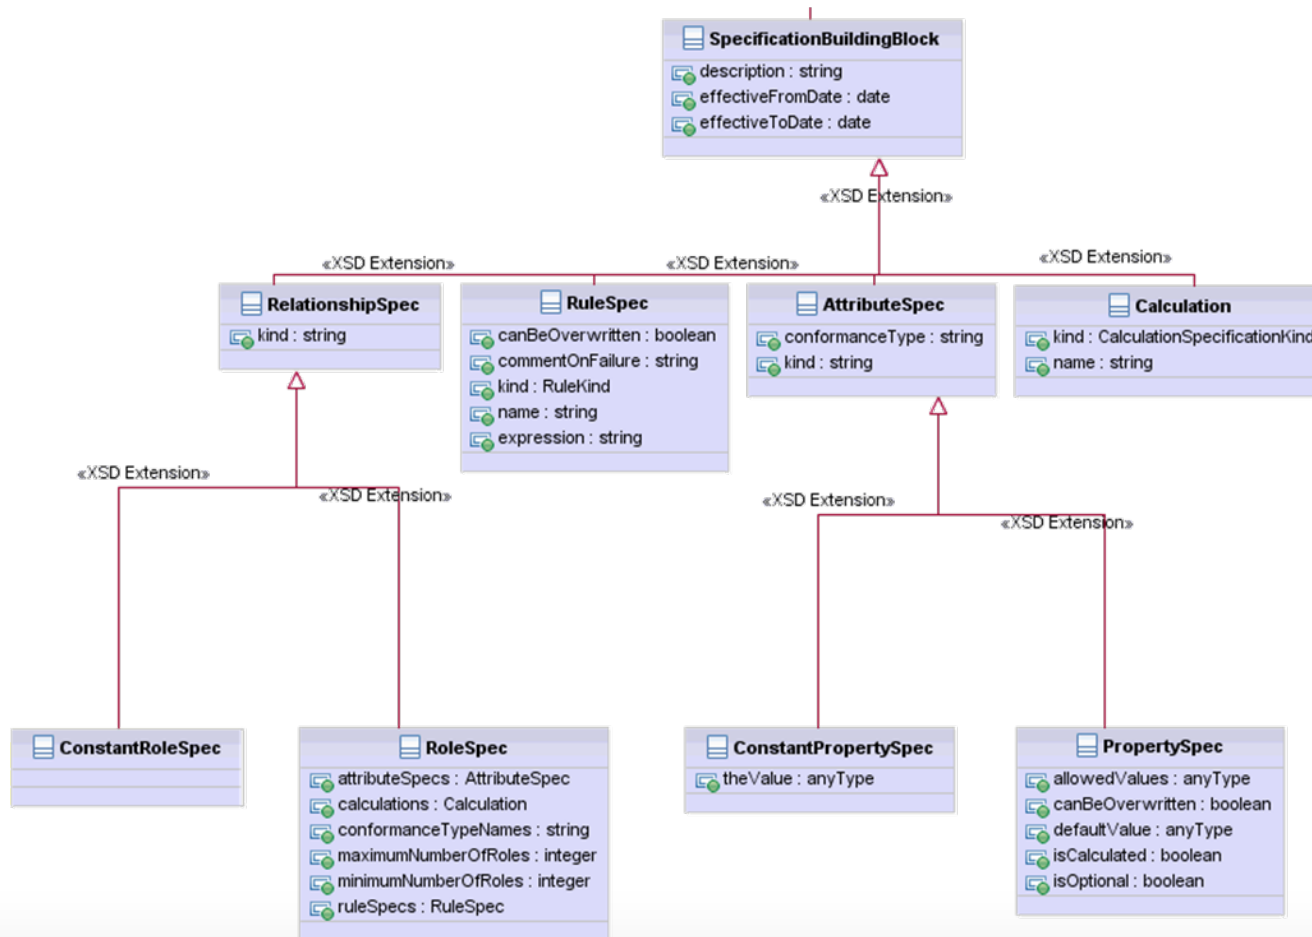 SpecificationBuildingBlock
description : string
effectiveFromDate : date
effectiveToDate : date
«XSD Extension»
«XSD Extension»
«XSD Extension»
«XSD Extension»
RelationshipSpec
kind : string
RuleSpec
canBeOverwritten : boolean
commentOnFailure : string
kind : RuleKind
name : string
expression : string
AttributeSpec
conformanceType : string
kind : string
Calculation
kind : CalculationSpecificationKind
name : string
«XSD Extension»
«XSD Extension»
«XSD Extension»
«XSD Extension»
ConstantRoleSpec
RoleSpec
attributeSpecs : AttributeSpec
calculations : Calculation
conformanceTypeNames : string
maximumNumberOfRoles : integer
minimumNumberOfRoles : integer
ruleSpecs : RuleSpec
ConstantPropertySpec
theValue : anyType
PropertySpec
allowedValues : anyType
canBeOverwritten : boolean
defaultValue : anyType
isCalculated : boolean
isOptional : boolean